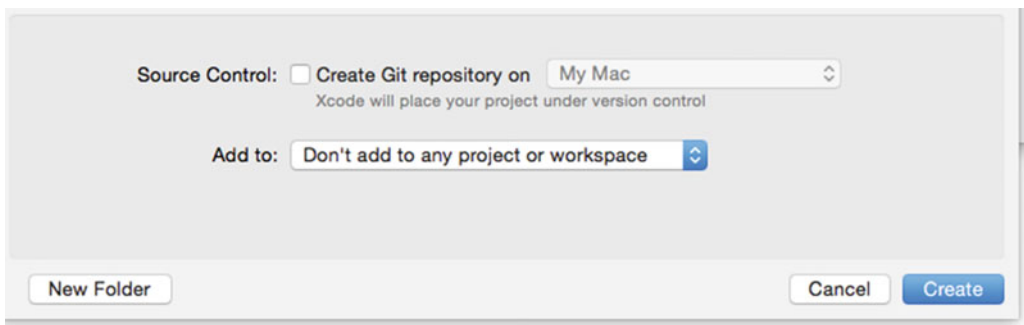 Source Control: Create Git repository on My Mac
Xcode will place your project under version control
Add to: Don't add to any project or workspace
New Folder Cancel Create